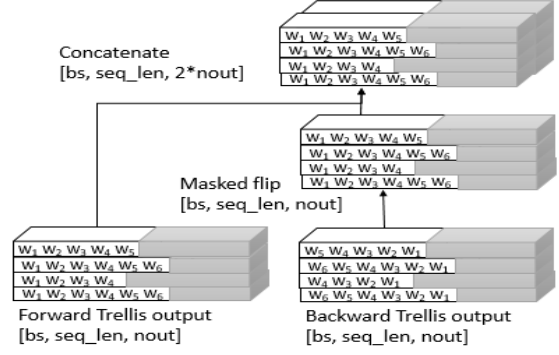 W1 W2 W3 W4 W5
W1 W2 W3 W4 W5 W6
W1 W2 W3 W4
W1 W2 W3 W4 W5 W6
Concatenate
[bs, seq_len, 2*nout]
W1 W2 W3 W4 W5
W1 W2 W3 W4 W5 W6
W1 W2 W3 W4
W1 W2 W3 W4 W5 W6
Masked flip
[bs, seq_len, nout]
W1 W2 W3 W4 W5
W1 W2 W3 W4 W5 W6
W1 W2 W3 W4
W1 W2 W3 W4 W5 W6
Forward Trellis output
[bs, seq_len, nout]
W5 W4 W3 W2 W1
W6 W5 W4 W3 W2 W1
W4 W3 W2 W1
W6 W5 W4 W3 W2 W1
Backward Trellis output
[bs, seq_len, nout]